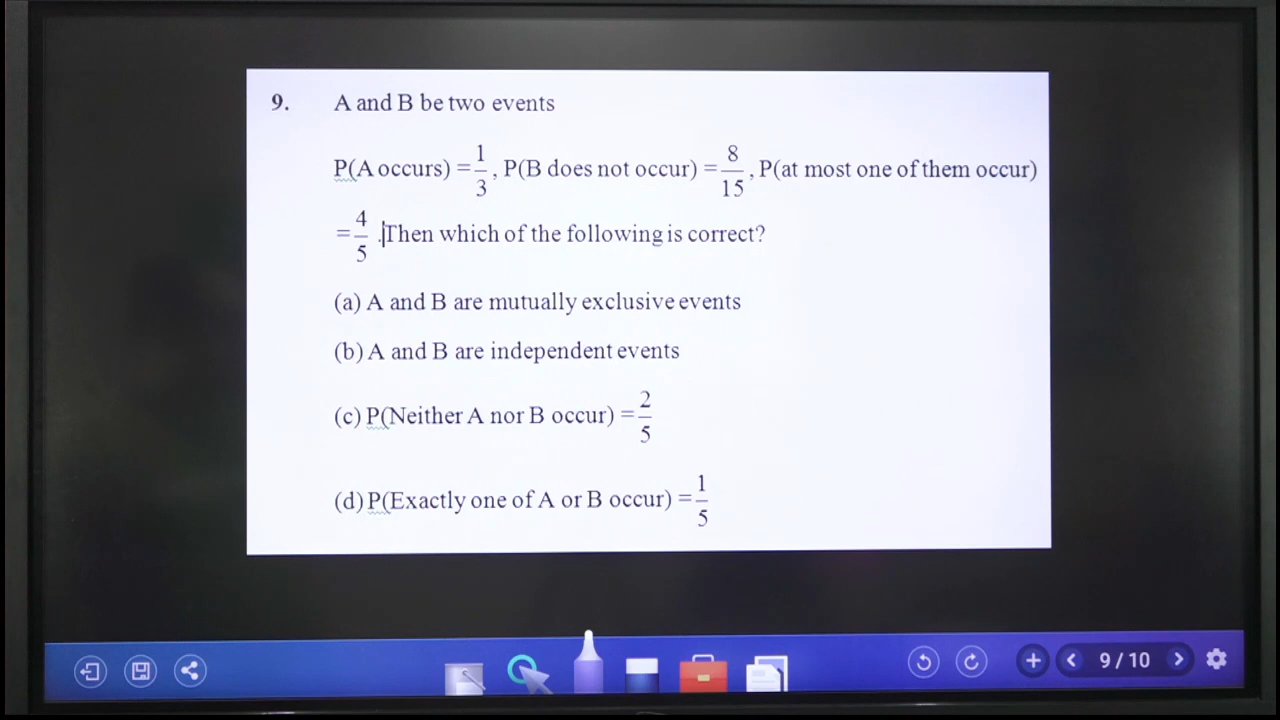 9. A and B be two events
P(A occurs) = 1/3, P(B does not occur) = 8/15, P(at most one of them occur)
= 4/5 .Then which of the following is correct?
(a) A and B are mutually exclusive events
(b) A and B are independent events
(c) P(Neither A nor B occur) = 2/5
(d) P(Exactly one of A or B occur) = 1/5
9 / 10